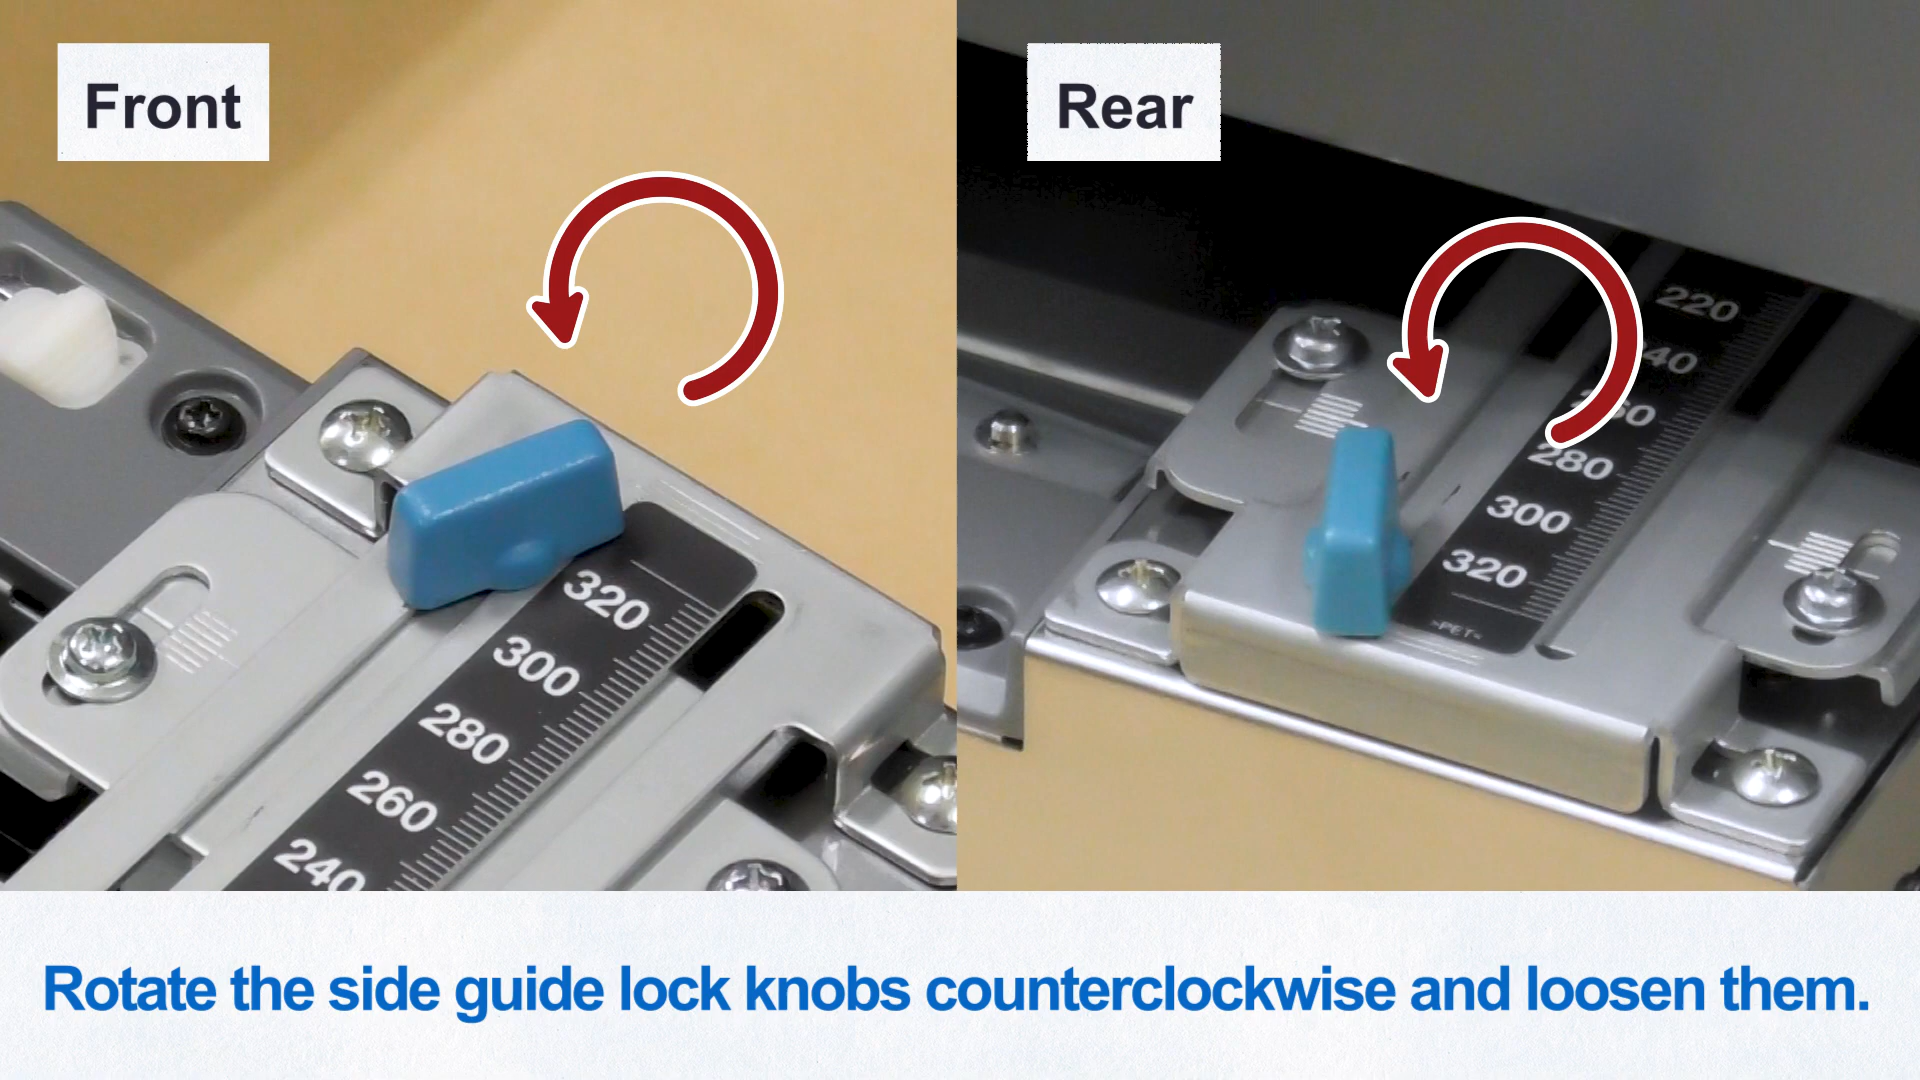 Front
320
300
280
260
240
Rear
220
280
300
320
>PET<
Rotate the side guide lock knobs counterclockwise and loosen them.